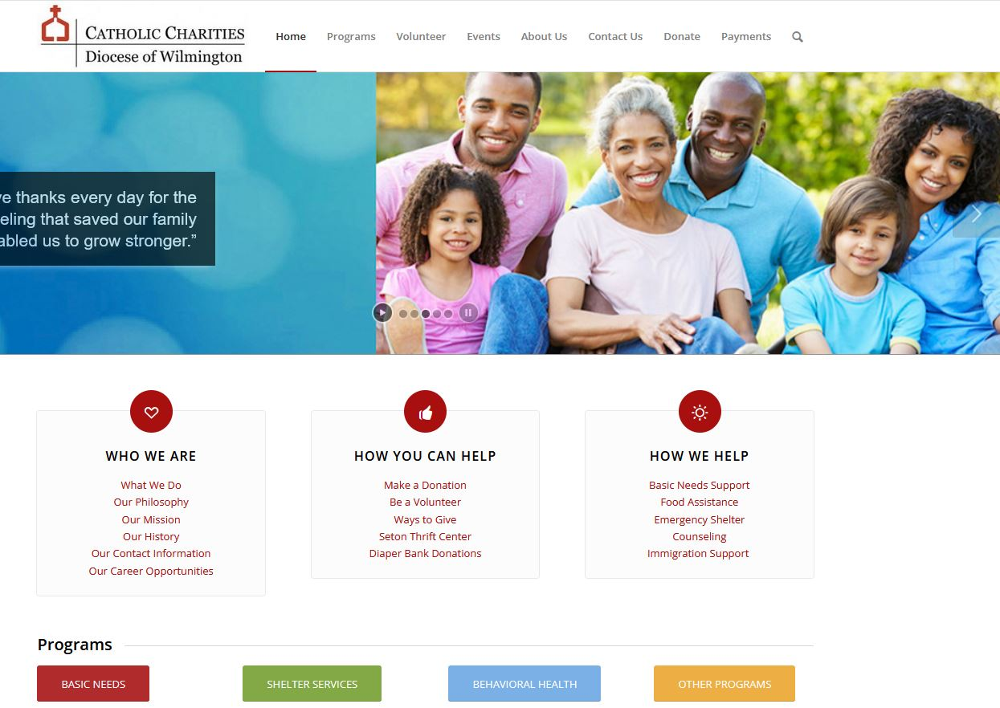 CATHOLIC CHARITIES
Diocese of Wilmington
Home Programs Volunteer Events About Us Contact Us Donate Payments
thanks every day for the
that saved our family
us to grow stronger.”
WHO WE ARE
What We Do
Our Philosophy
Our Mission
Our History
Our Contact Information
Our Career Opportunities
HOW YOU CAN HELP
Make a Donation
Be a Volunteer
Ways to Give
Seton Thrift Center
Diaper Bank Donations
HOW WE HELP
Basic Needs Support
Food Assistance
Emergency Shelter
Counseling
Immigration Support
Programs
BASIC NEEDS SHELTER SERVICES BEHAVIORAL HEALTH OTHER PROGRAMS